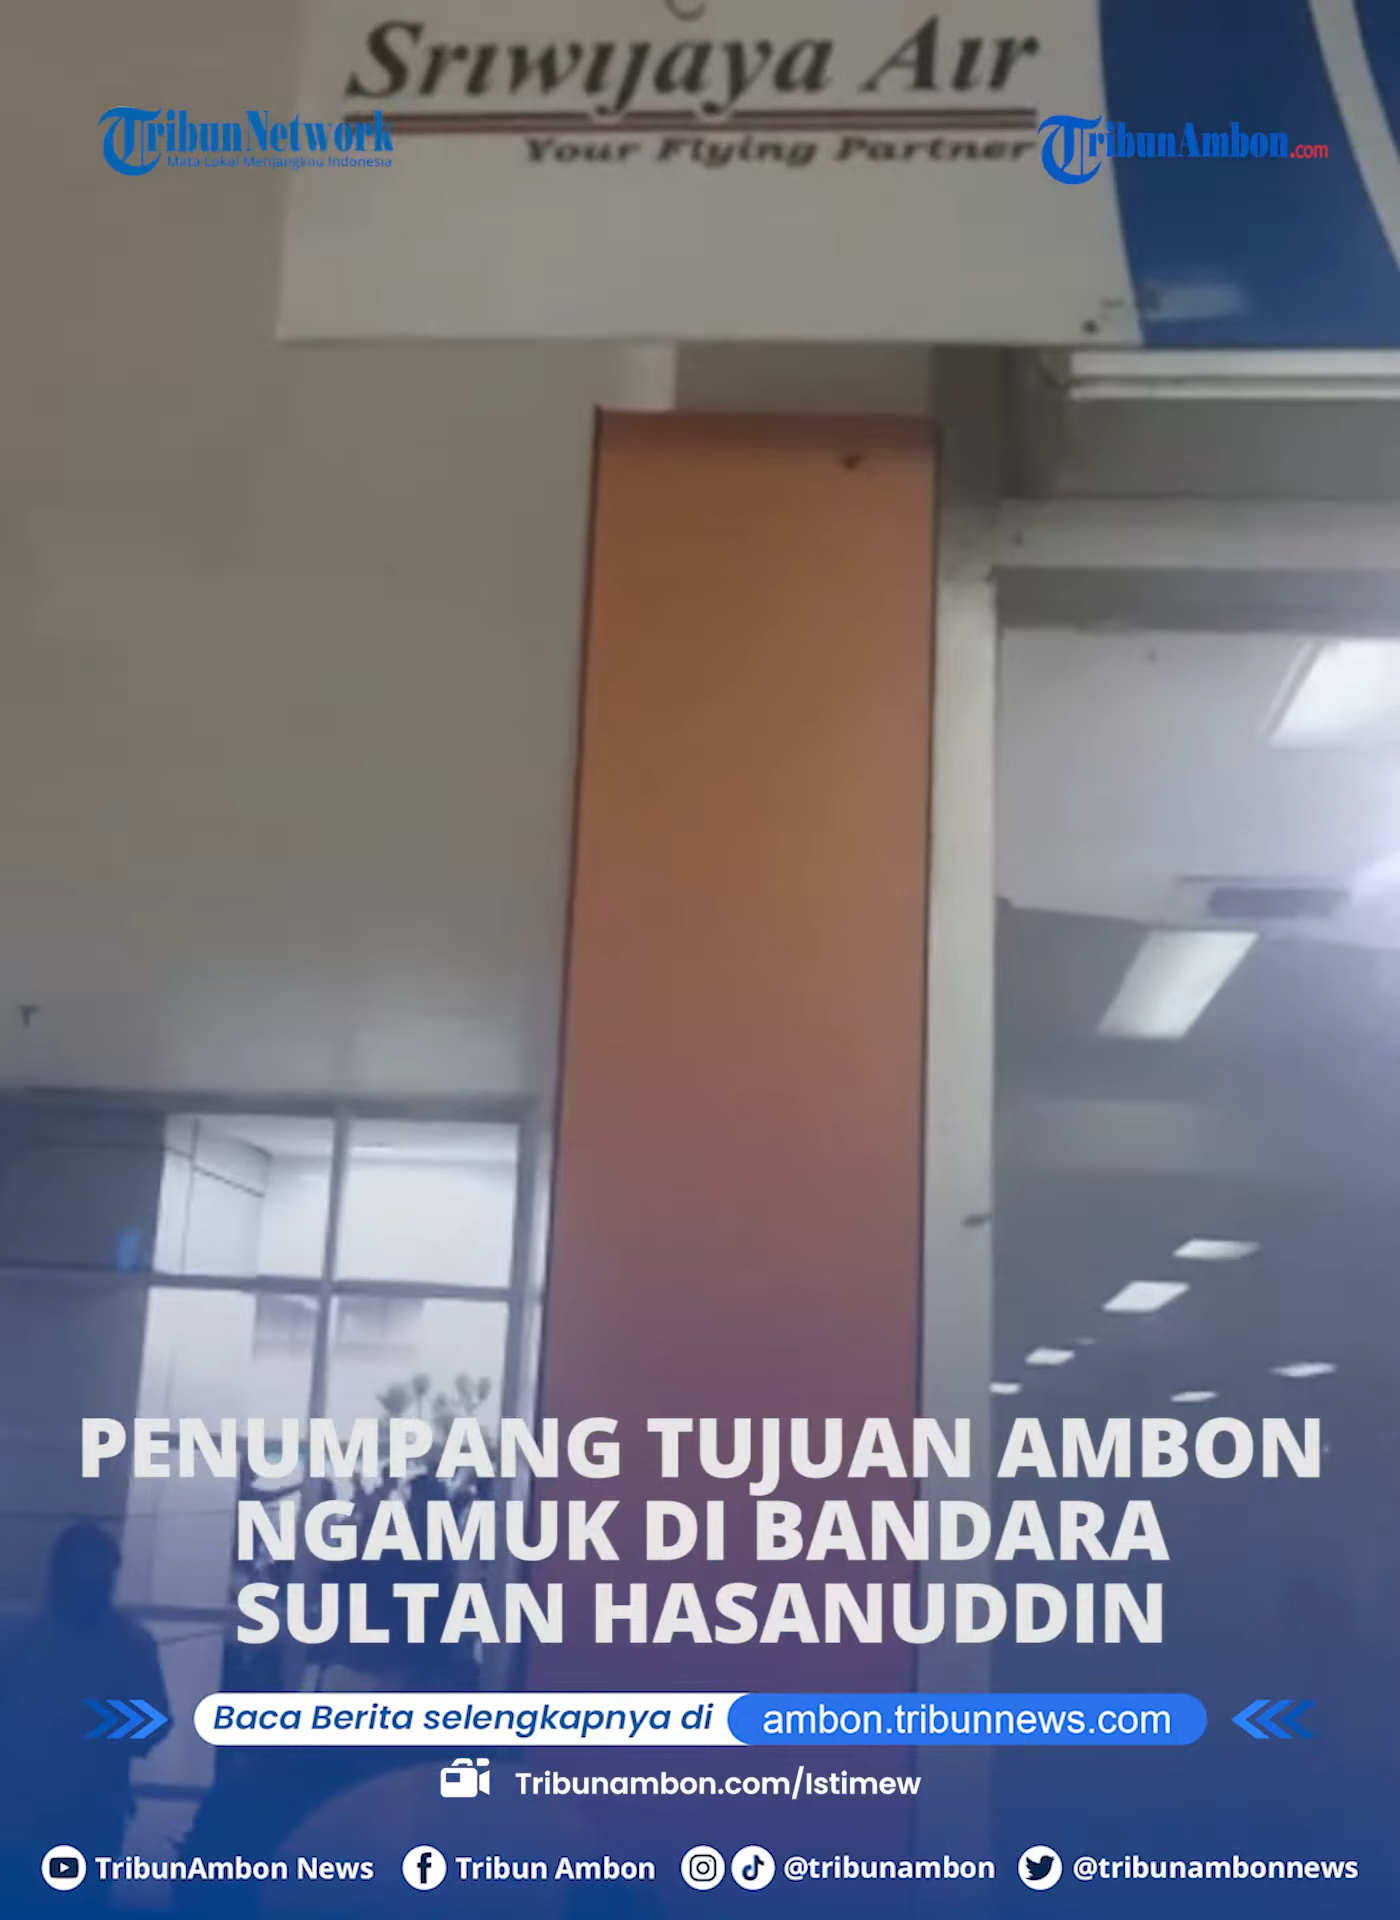 Sriwijaya Air
Your Flying Partner
TribunNetwork
Mata Lokal Menjangkau Indonesia
TribunAmbon.com
PENUMPANG TUJUAN AMBON
NGAMUK DI BANDARA
SULTAN HASANUDDIN
Baca Berita selengkapnya di ambon.tribunnews.com
Tribunambon.com/Istimew
TribunAmbon News Tribun Ambon @tribunambon @tribunambonnews